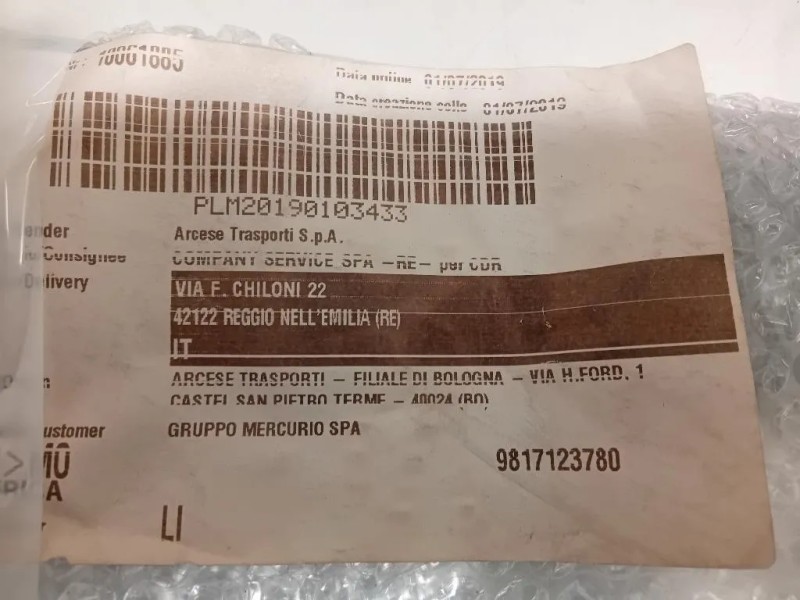 10061885
Data ordine 01/07/2019
Data creazione collo 01/07/2019
PLM20190103433
ender Arcese Trasporti S.p.A.
Consignee COMPANY SERVICE SPA -RE- per CDR
Delivery VIA F. CHILONI 22
42122 REGGIO NELL'EMILIA (RE)
IT
ARCESE TRASPORTI - FILIALE DI BOLOGNA - VIA H.FORD, 1
CASTEL SAN PIETRO TERME - 40024 (BO)
ustomer GRUPPO MERCURIO SPA
9817123780
LI